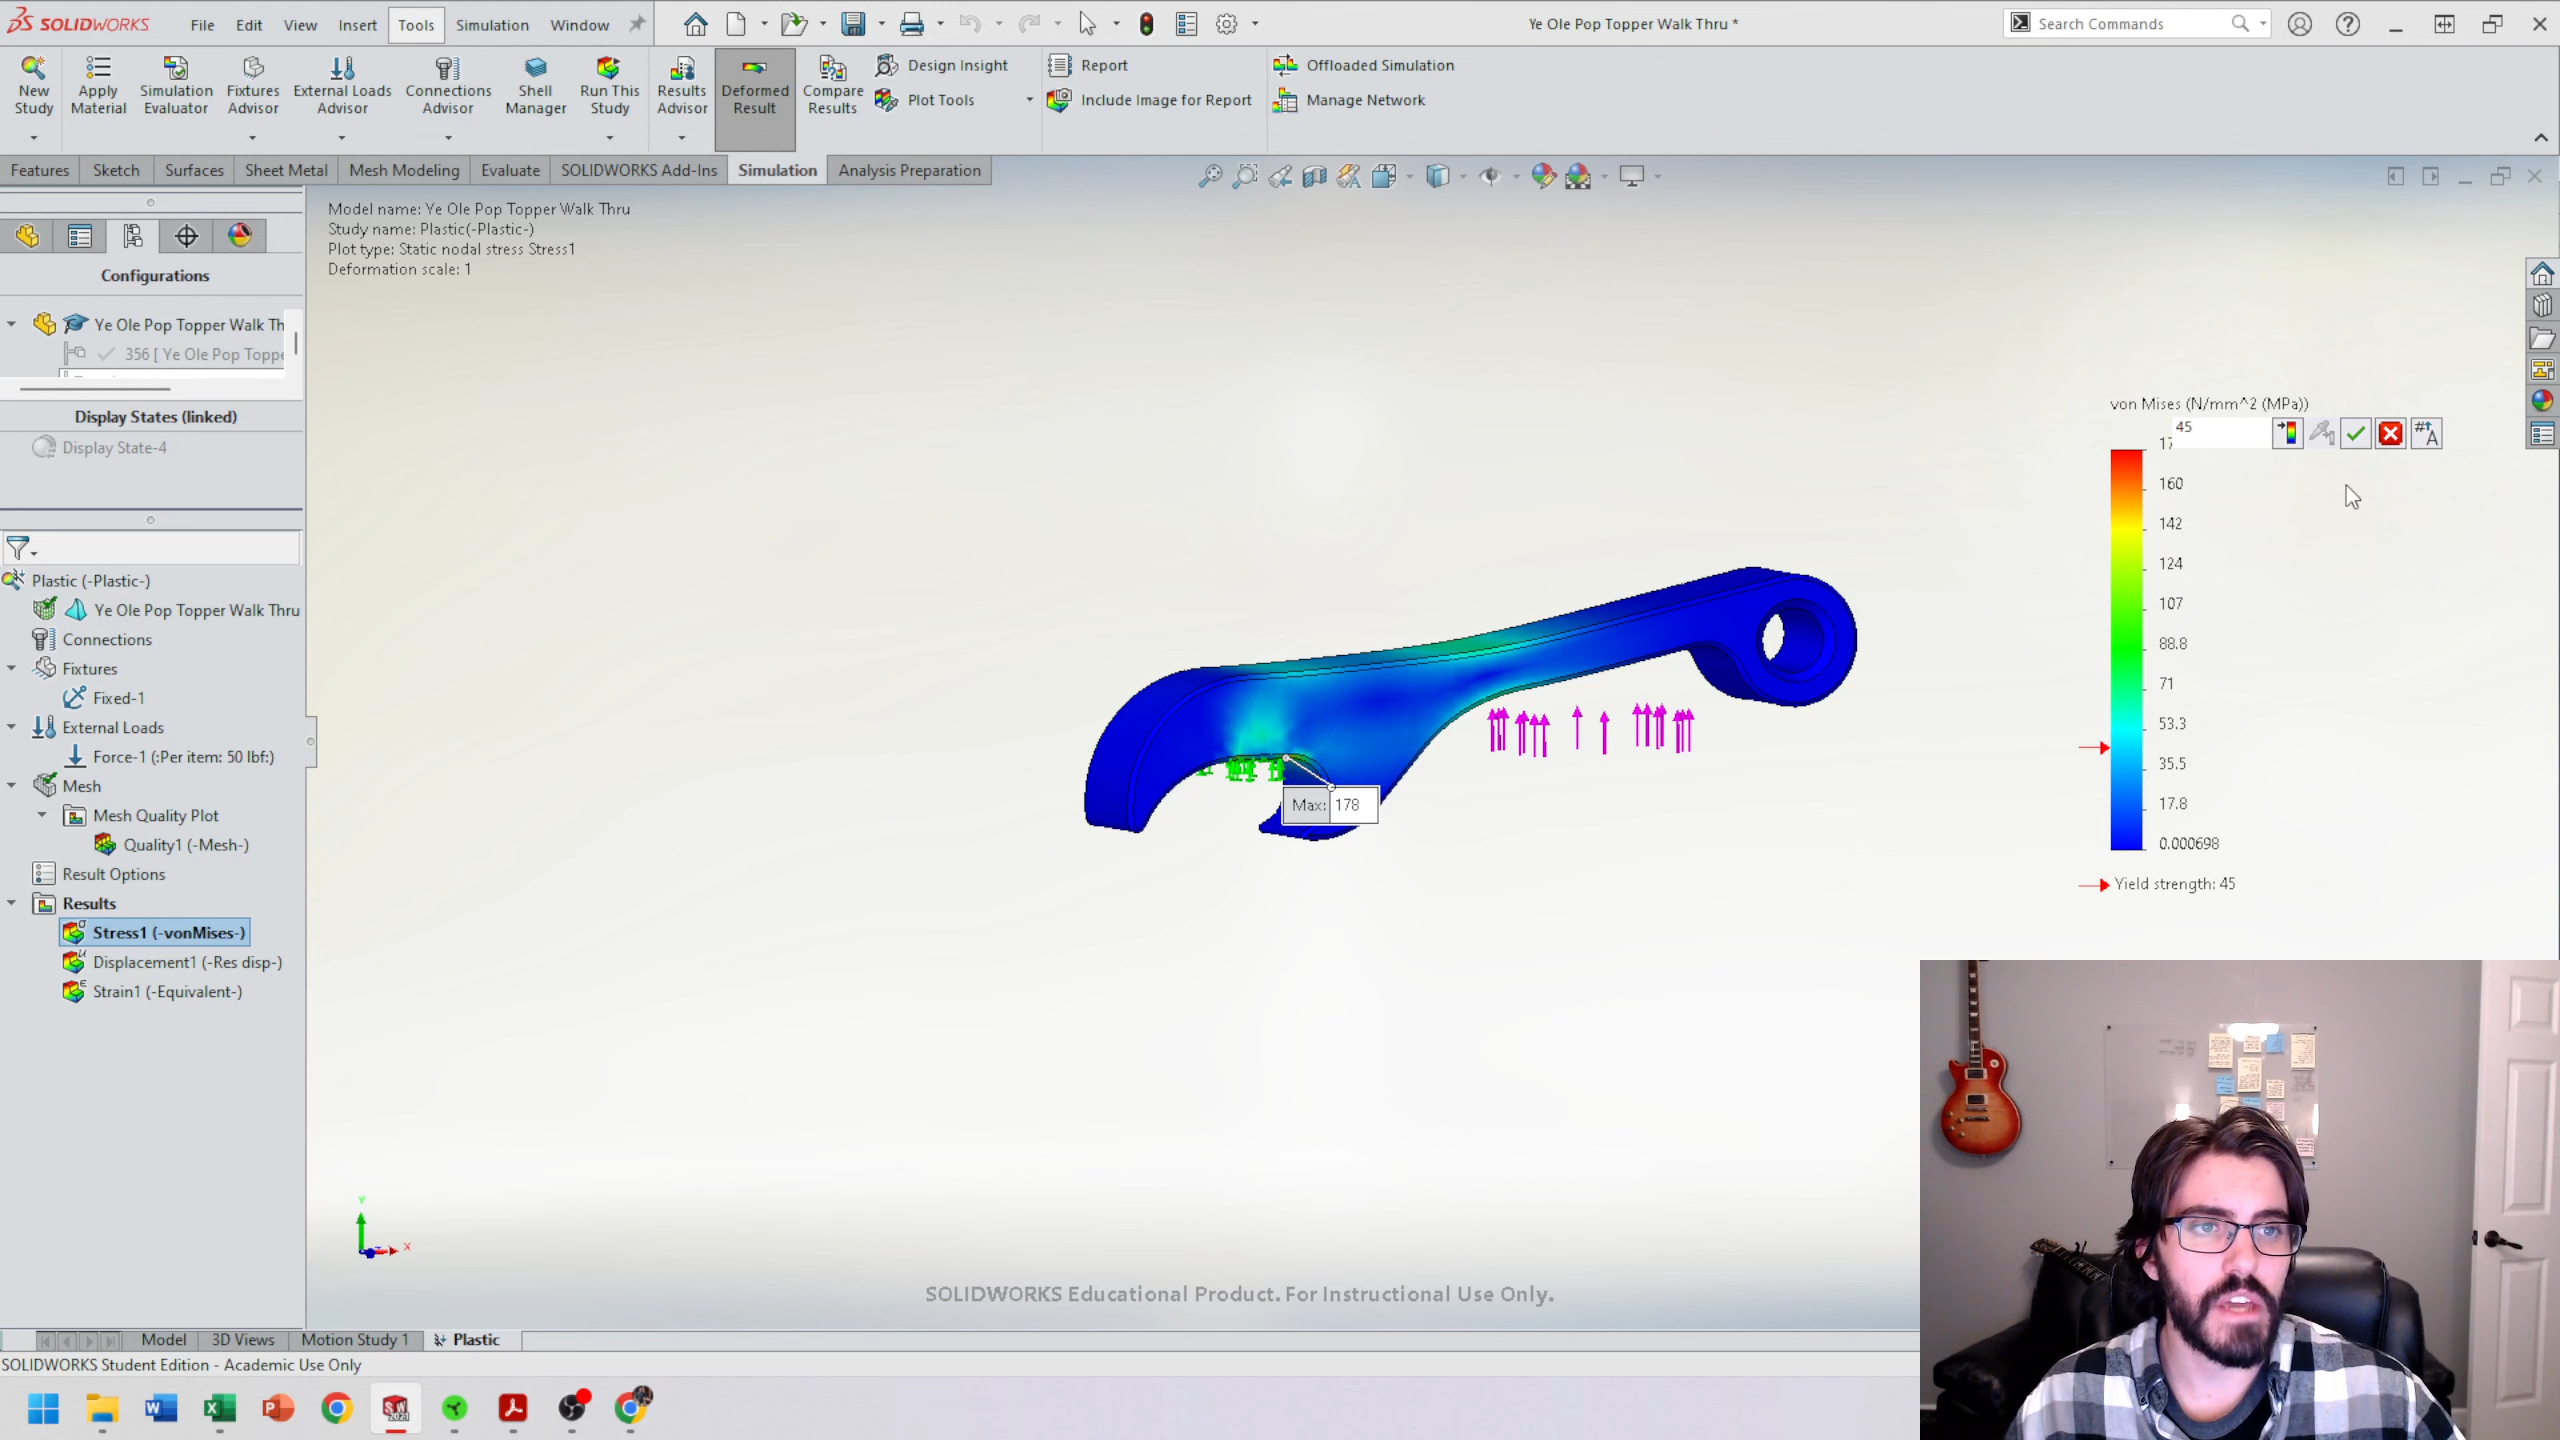 SOLIDWORKS
File Edit View Insert Tools Simulation Window
Ye Ole Pop Topper Walk Thru *
Search Commands
New Study
Apply Material
Simulation Evaluator
Fixtures Advisor
External Loads Advisor
Connections Advisor
Shell Manager
Run This Study
Results Advisor
Deformed Result
Compare Results
Design Insight
Plot Tools
Report
Include Image for Report
Offloaded Simulation
Manage Network
Features Sketch Surfaces Sheet Metal Mesh Modeling Evaluate SOLIDWORKS Add-Ins Simulation Analysis Preparation
Model name: Ye Ole Pop Topper Walk Thru
Study name: Plastic(-Plastic-)
Plot type: Static nodal stress Stress1
Deformation scale: 1
Configurations
Ye Ole Pop Topper Walk Th
356 [ Ye Ole Pop Toppe
Display States (linked)
Display State-4
Plastic (-Plastic-)
Ye Ole Pop Topper Walk Thru
Connections
Fixtures
Fixed-1
External Loads
Force-1 (:Per item: 50 lbf:)
Mesh
Mesh Quality Plot
Quality1 (-Mesh-)
Result Options
Results
Stress1 (-vonMises-)
Displacement1 (-Res disp-)
Strain1 (-Equivalent-)
Max: 178
von Mises (N/mm^2 (MPa))
45
17
160
142
124
107
88.8
71
53.3
35.5
17.8
0.000698
Yield strength: 45
Y
X
SOLIDWORKS Educational Product. For Instructional Use Only.
Model 3D Views Motion Study 1 Plastic
SOLIDWORKS Student Edition - Academic Use Only